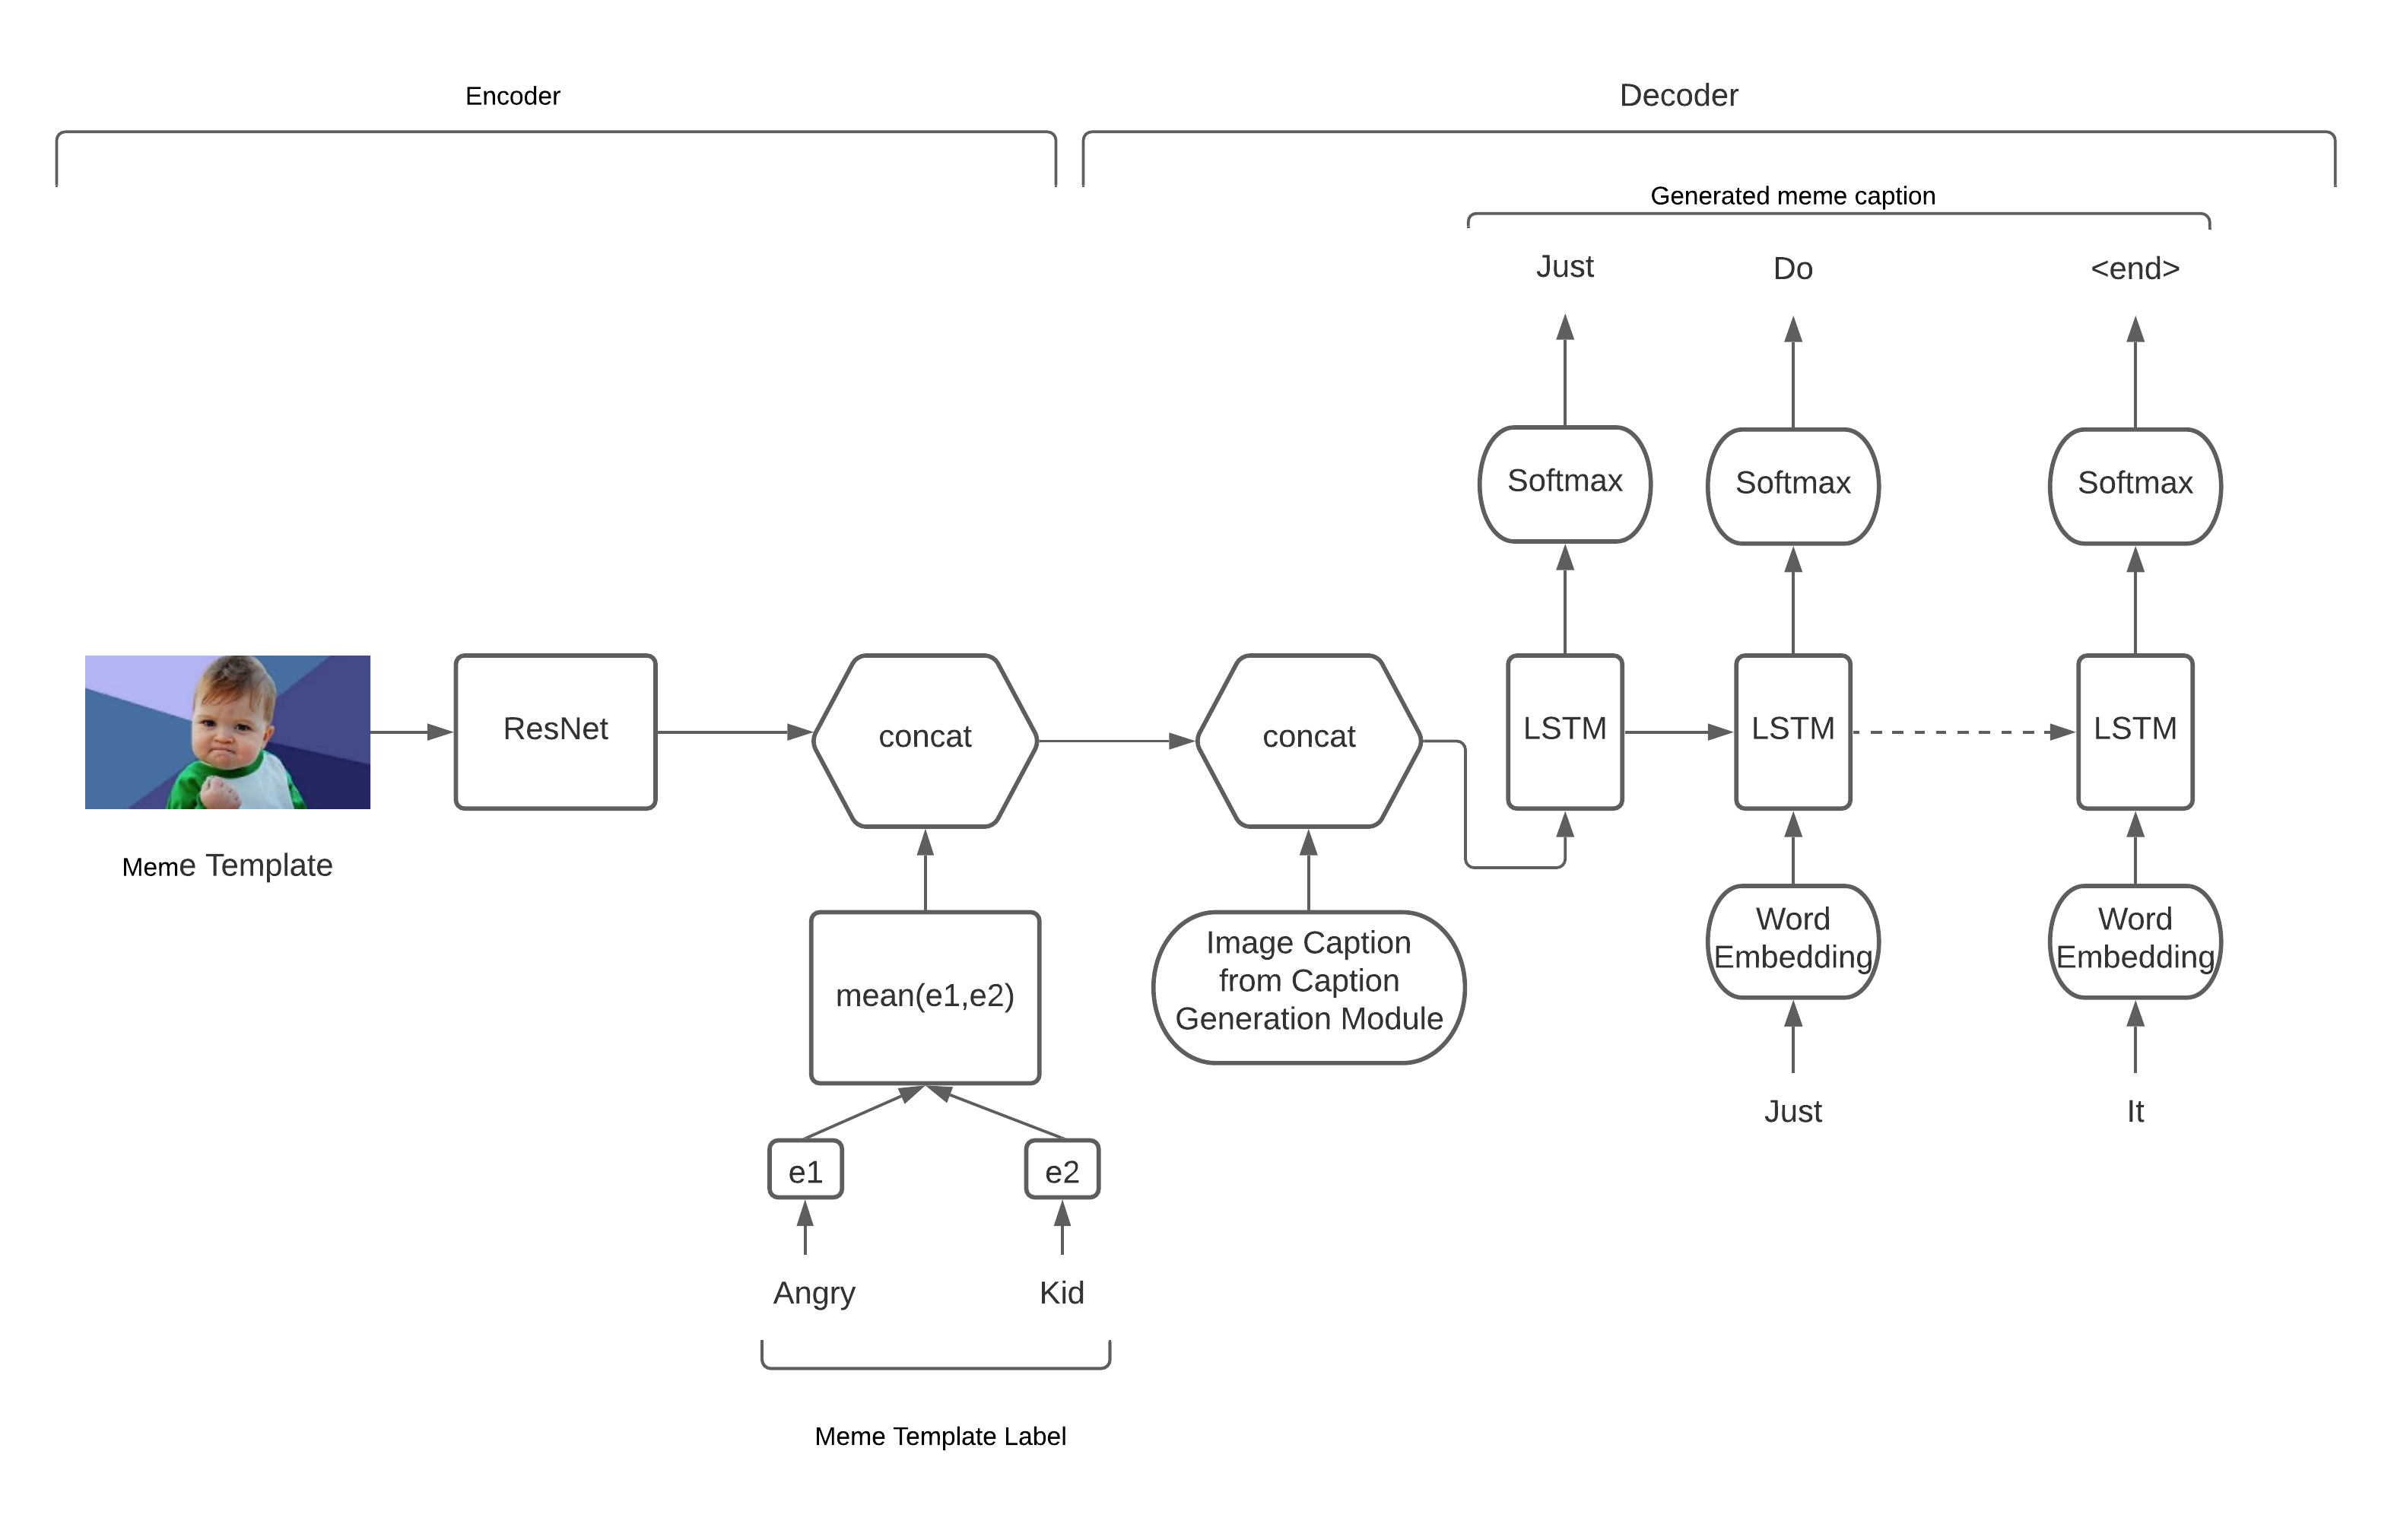 Encoder
Decoder
Generated meme caption
Just
Do
<end>
Softmax
Softmax
Softmax
ResNet
concat
concat
LSTM
LSTM
LSTM
Meme Template
Word
Embedding
Word
Embedding
Image Caption
from Caption
Generation Module
mean(e1,e2)
Just
It
e1
e2
Angry
Kid
Meme Template Label